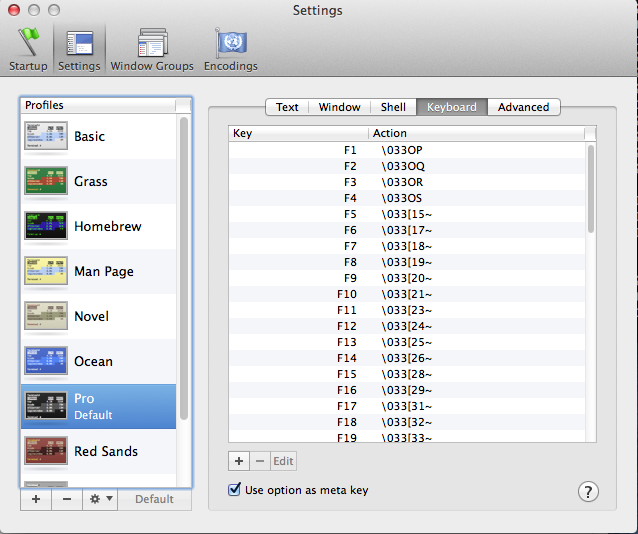 Settings
Startup Settings Window Groups Encodings
Profiles
Basic
Grass
Homebrew
Man Page
Novel
Ocean
Pro
Default
Red Sands
+ − Default
Text Window Shell Keyboard Advanced
Key Action
F1 \033OP
F2 \033OQ
F3 \033OR
F4 \033OS
F5 \033[15~
F6 \033[17~
F7 \033[18~
F8 \033[19~
F9 \033[20~
F10 \033[21~
F11 \033[23~
F12 \033[24~
F13 \033[25~
F14 \033[26~
F15 \033[28~
F16 \033[29~
F17 \033[31~
F18 \033[32~
F19 \033[33~
+ − Edit
Use option as meta key
?